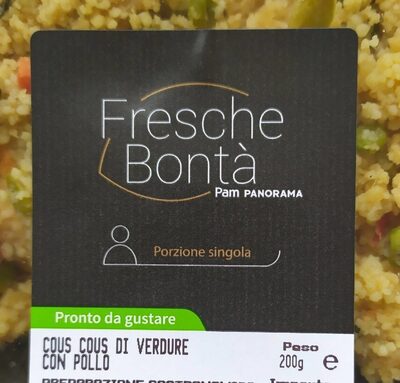 Fresche
Bontà
Pam PANORAMA
Porzione singola
Pronto da gustare
COUS COUS DI VERDURE
CON POLLO
Peso
200g e